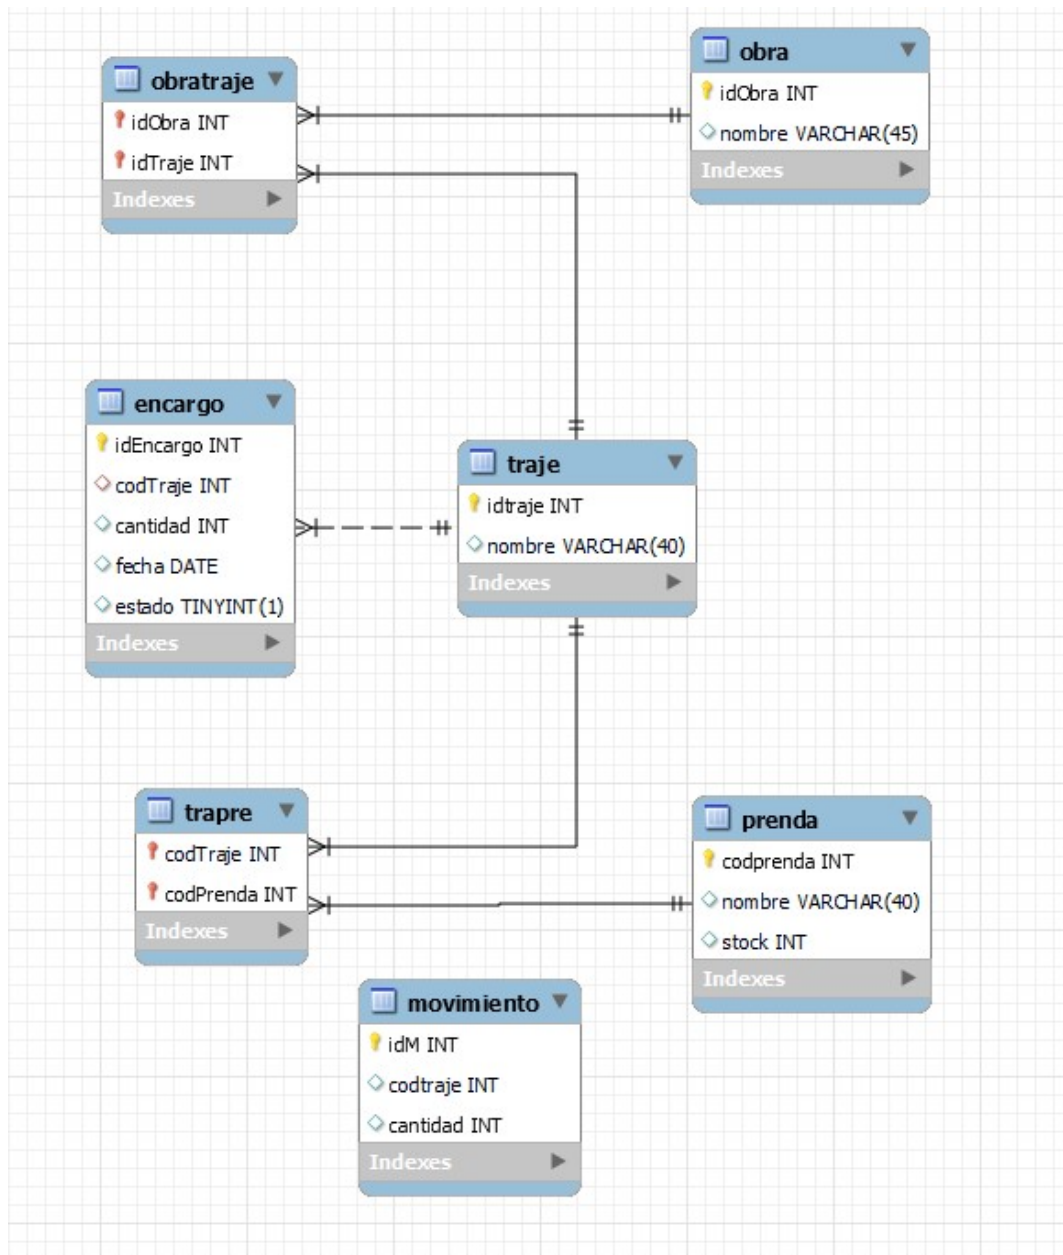 obratraje
idObra INT
idTraje INT
Indexes
obra
idObra INT
nombre VARCHAR(45)
Indexes
encargo
idEncargo INT
codTraje INT
cantidad INT
fecha DATE
estado TINYINT(1)
Indexes
traje
idtraje INT
nombre VARCHAR(40)
Indexes
trapre
codTraje INT
codPrenda INT
Indexes
prenda
codprenda INT
nombre VARCHAR(40)
stock INT
Indexes
movimiento
idM INT
codtraje INT
cantidad INT
Indexes